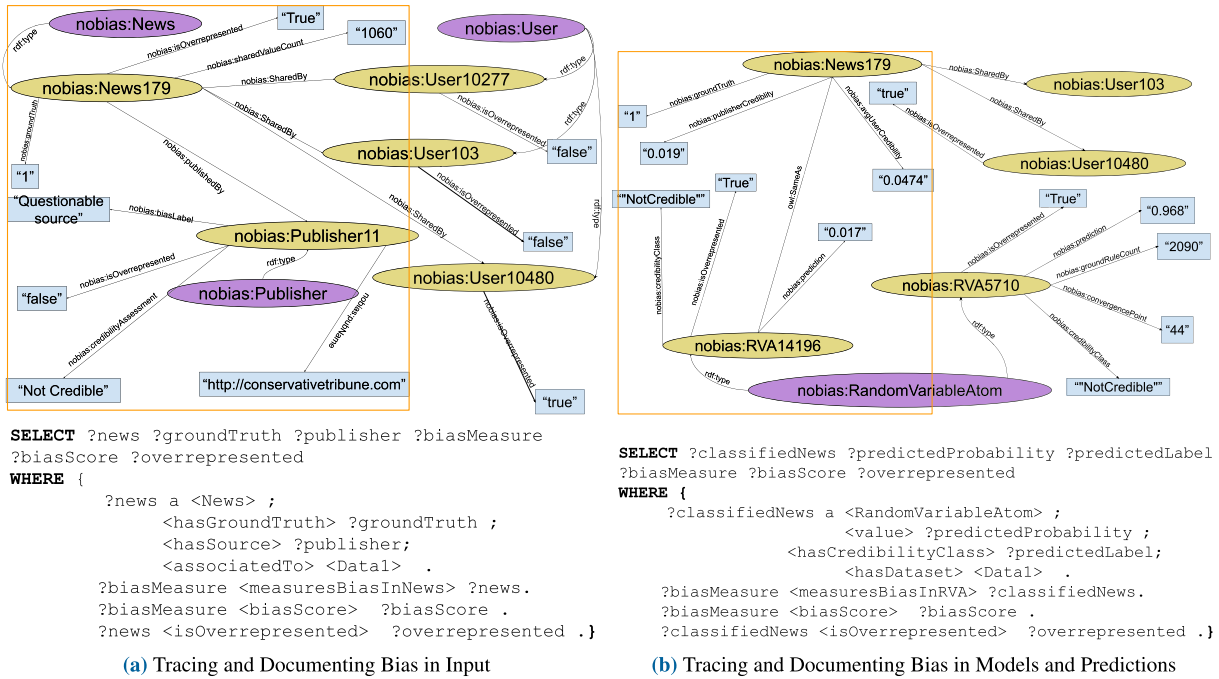 nobias:News
"True"
"1060"
nobias:User
rdf:type
nobias:isOverrepresented
nobias:sharedValueCount
rdf:type
nobias:News179
nobias:SharedBy
nobias:User10277
nobias:groundTruth
nobias:SharedBy
nobias:isOverrepresented
rdf:type
nobias:User103
"false"
nobias:publishedBy
"1"
"Questionable
source"
nobias:biasLabel
nobias:SharedBy
nobias:isOverrepresented
rdf:type
nobias:Publisher11
"false"
nobias:isOverrepresented
rdf:type
nobias:User10480
"false"
nobias:Publisher
nobias:credibilityAssessment
nobias:pubName
nobias:isOverrepresented
"Not Credible"
"http://conservativetribune.com"
"true"
SELECT ?news ?groundTruth ?publisher ?biasMeasure
?biasScore ?overrepresented
WHERE {
?news a <News> ;
<hasGroundTruth> ?groundTruth ;
<hasSource> ?publisher;
<associatedTo> <Data1> .
?biasMeasure <measuresBiasInNews> ?news.
?biasMeasure <biasScore> ?biasScore .
?news <isOverrepresented> ?overrepresented .}
(a) Tracing and Documenting Bias in Input
nobias:News179
nobias:SharedBy
nobias:User103
nobias:groundTruth
"true"
nobias:publisherCrediblity
nobias:SharedBy
"1"
nobias:avgUserCredibility
nobias:isOverrepresented
"0.019"
nobias:User10480
"True"
"0.0474"
""NotCredible""
owl:SameAs
"True"
"0.968"
"0.017"
nobias:isOverrepresented
nobias:prediction
"2090"
nobias:credibilityClass
nobias:isOverrepresented
nobias:prediction
nobias:groundRuleCount
nobias:RVA5710
nobias:convergencePoint
"44"
nobias:RVA14196
rdf:type
nobias:credibilityClass
rdf:type
nobias:RandomVariableAtom
""NotCredible""
SELECT ?classifiedNews ?predictedProbability ?predictedLabel
?biasMeasure ?biasScore ?overrepresented
WHERE {
?classifiedNews a <RandomVariableAtom> ;
<value> ?predictedProbability ;
<hasCredibilityClass> ?predictedLabel;
<hasDataset> <Data1> .
?biasMeasure <measuresBiasInRVA> ?classifiedNews.
?biasMeasure <biasScore> ?biasScore .
?classifiedNews <isOverrepresented> ?overrepresented .}
(b) Tracing and Documenting Bias in Models and Predictions